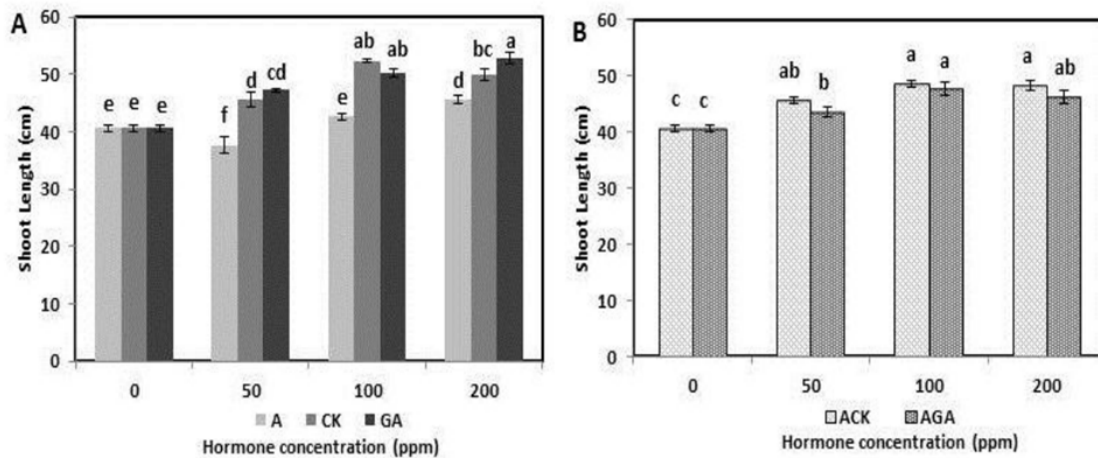 A
60
50
40
30
20
10
0
Shoot Length (cm)
e e e
f d cd
e ab ab
d bc a
0 50 100 200
A CK GA
Hormone concentration (ppm)
B
60
50
40
30
20
10
0
Shoot Length (cm)
c c
ab b
a a
a ab
0 50 100 200
ACK AGA
Hormone concentration (ppm)